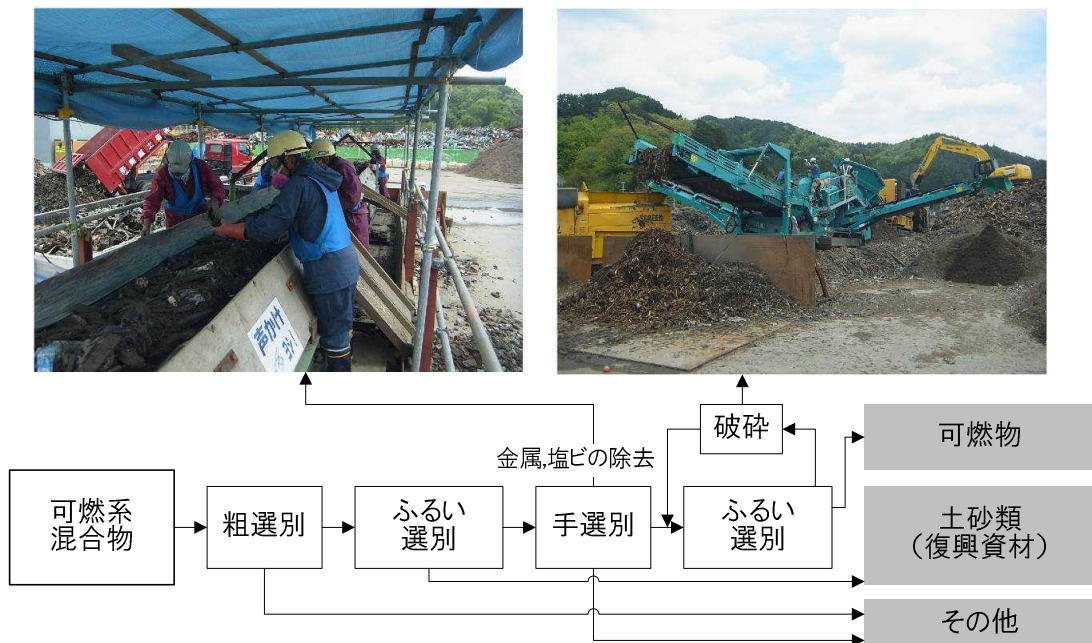 声かけ
SCREEN
破砕
可燃物
金属,塩ビの除去
可燃系
混合物
粗選別
ふるい
選別
手選別
ふるい
選別
土砂類
（復興資材）
その他